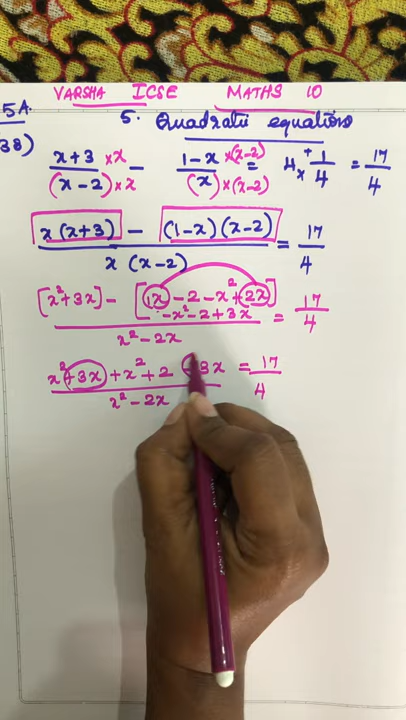 VARSHA ICSE MATHS 10
5A.
5. Quadratic equations
38)
x+3 ×x / (x-2) ×x - 1-x ×(x-2) / (x) ×(x-2) = 4 × + 1/4 = 17/4
x(x+3) - (1-x)(x-2) / x(x-2) = 17/4
[x²+3x] - [1x - 2 - x² + 2x] = 17/4
-x² - 2 + 3x
x² - 2x
x² + 3x + x² + 2 - 3x / x² - 2x = 17/4